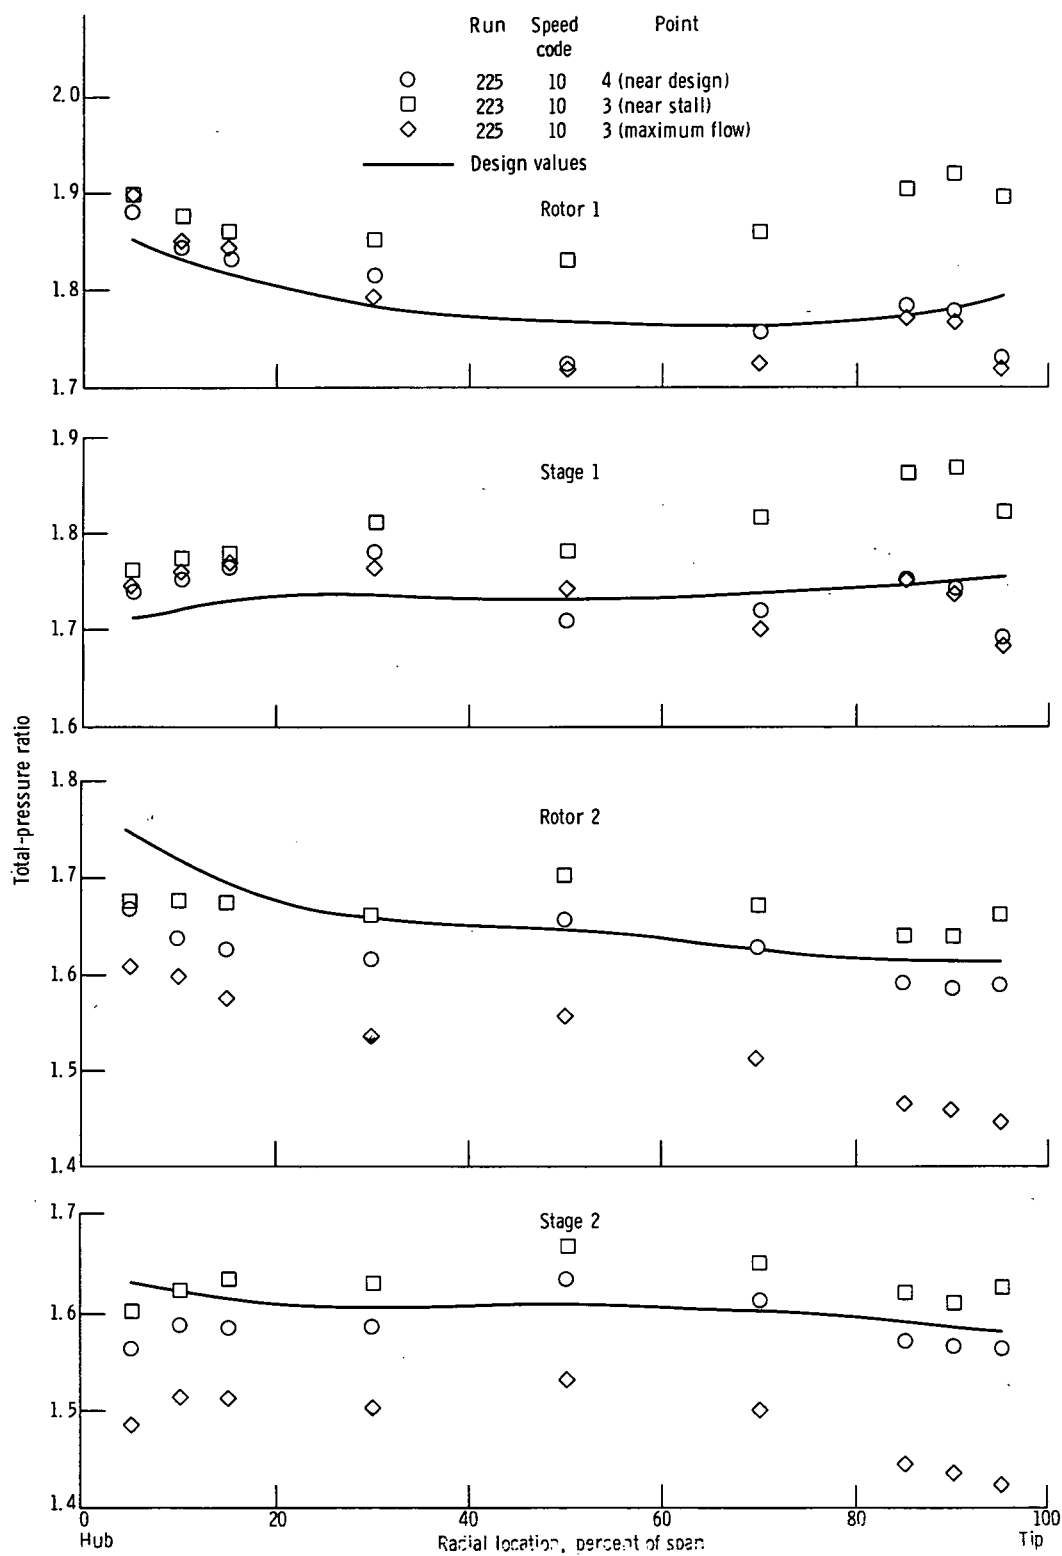 Run Speed code Point
225 10 4 (near design)
223 10 3 (near stall)
225 10 3 (maximum flow)
Design values
Rotor 1
2.0
1.9
1.8
1.7
Stage 1
1.9
1.8
1.7
1.6
Total-pressure ratio
Rotor 2
1.8
1.7
1.6
1.5
1.4
Stage 2
1.7
1.6
1.5
1.4
0 20 40 60 80 100
Hub Radial location, percent of span Tip